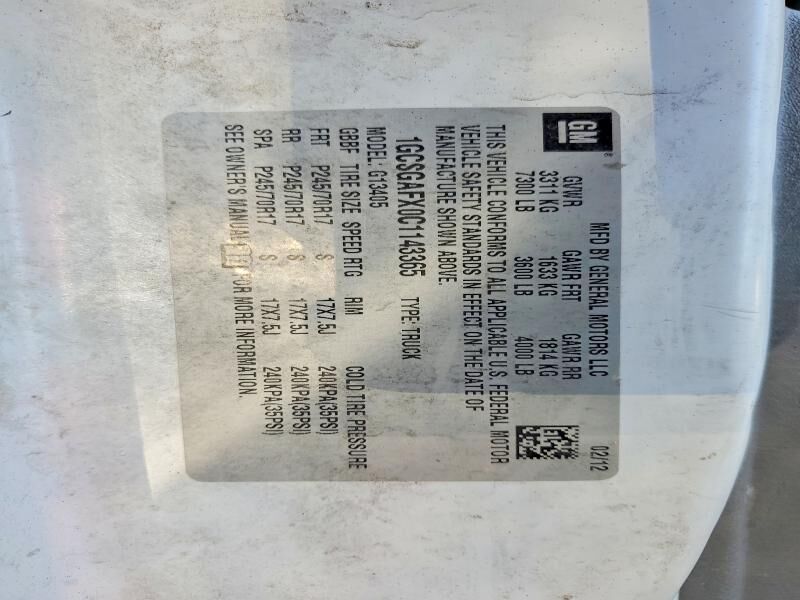 GM
®
MFD BY GENERAL MOTORS LLC
02/12
GVWR GAWR FRT GAWR RR
3311 KG 1633 KG 1814 KG
7300 LB 3600 LB 4000 LB
THIS VEHICLE CONFORMS TO ALL APPLICABLE U.S. FEDERAL MOTOR
VEHICLE SAFETY STANDARDS IN EFFECT ON THE DATE OF
MANUFACTURE SHOWN ABOVE.
1GCSGAFX0C1143365 TYPE: TRUCK
MODEL: G13405
GBBF TIRE SIZE SPEED RTG RIM COLD TIRE PRESSURE
FRT P245/70R17 S 17X7.5J 240KPA(35PSI)
RR P245/70R17 S 17X7.5J 240KPA(35PSI)
SPA P245/70R17 S 17X7.5J 240KPA(35PSI)
SEE OWNER'S MANUAL FOR MORE INFORMATION.